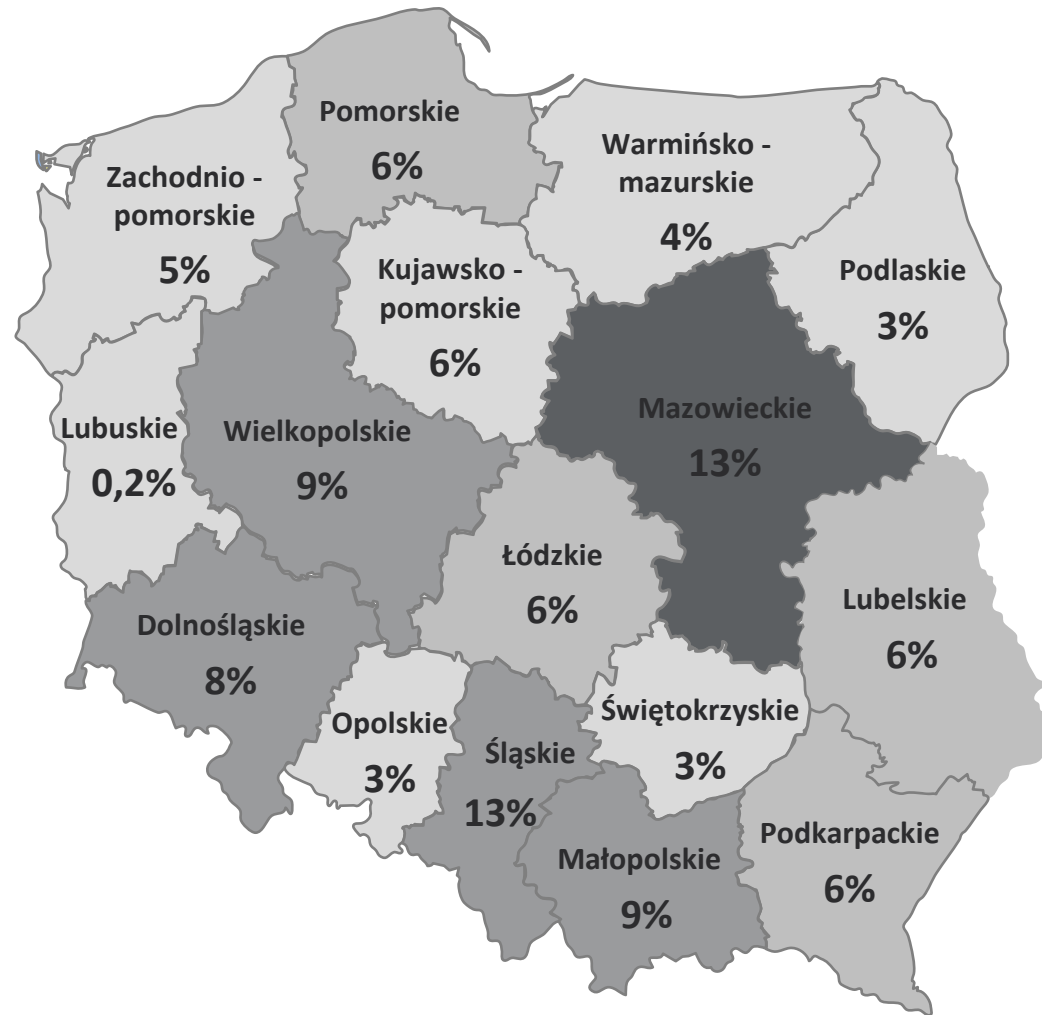 Pomorskie
6%
Warmińsko -
mazurskie
4%
Zachodnio -
pomorskie
5%
Kujawsko -
pomorskie
6%
Podlaskie
3%
Mazowieckie
13%
Lubuskie
0,2%
Wielkopolskie
9%
Łódzkie
6%
Lubelskie
6%
Dolnośląskie
8%
Opolskie
3%
Śląskie
13%
Świętokrzyskie
3%
Małopolskie
9%
Podkarpackie
6%